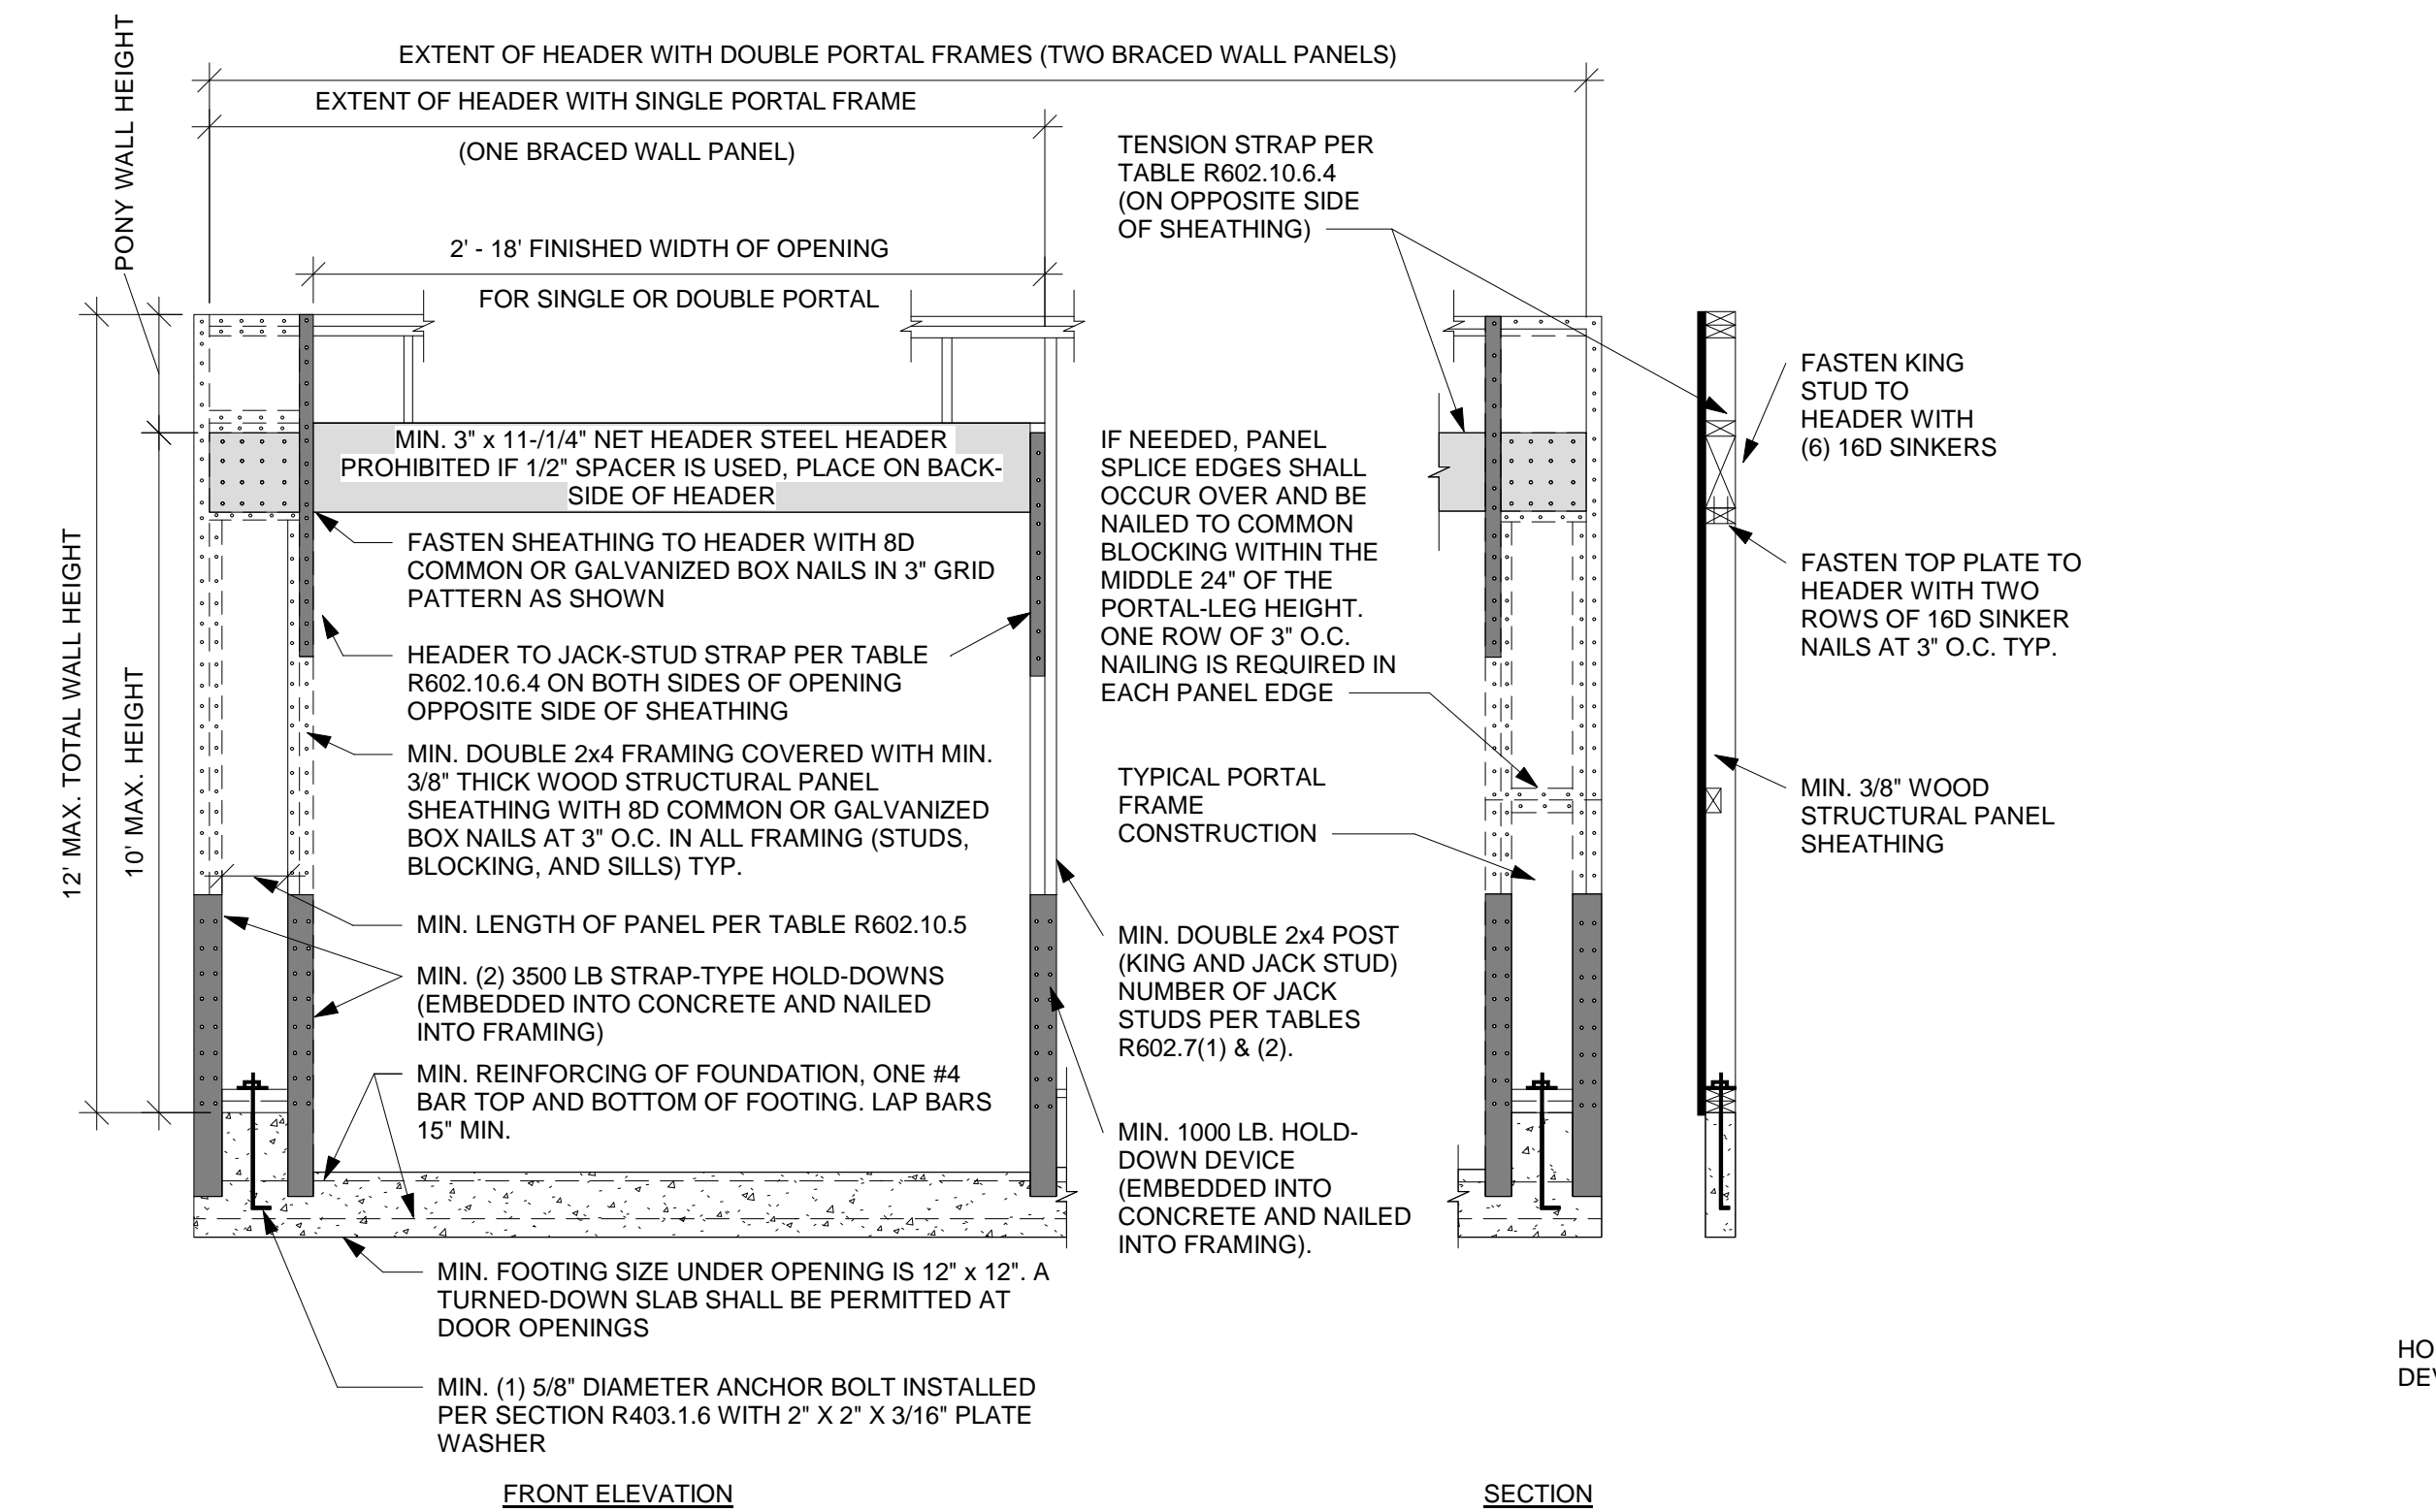 EXTENT OF HEADER WITH DOUBLE PORTAL FRAMES (TWO BRACED WALL PANELS)
EXTENT OF HEADER WITH SINGLE PORTAL FRAME
(ONE BRACED WALL PANEL)
2' - 18' FINISHED WIDTH OF OPENING
FOR SINGLE OR DOUBLE PORTAL
PONY WALL HEIGHT
12' MAX. TOTAL WALL HEIGHT
10' MAX. HEIGHT
MIN. 3" x 11-/1/4" NET HEADER STEEL HEADER
PROHIBITED IF 1/2" SPACER IS USED, PLACE ON BACK-
SIDE OF HEADER
FASTEN SHEATHING TO HEADER WITH 8D
COMMON OR GALVANIZED BOX NAILS IN 3" GRID
PATTERN AS SHOWN
HEADER TO JACK-STUD STRAP PER TABLE
R602.10.6.4 ON BOTH SIDES OF OPENING
OPPOSITE SIDE OF SHEATHING
MIN. DOUBLE 2x4 FRAMING COVERED WITH MIN.
3/8" THICK WOOD STRUCTURAL PANEL
SHEATHING WITH 8D COMMON OR GALVANIZED
BOX NAILS AT 3" O.C. IN ALL FRAMING (STUDS,
BLOCKING, AND SILLS) TYP.
MIN. LENGTH OF PANEL PER TABLE R602.10.5
MIN. (2) 3500 LB STRAP-TYPE HOLD-DOWNS
(EMBEDDED INTO CONCRETE AND NAILED
INTO FRAMING)
MIN. REINFORCING OF FOUNDATION, ONE #4
BAR TOP AND BOTTOM OF FOOTING. LAP BARS
15" MIN.
MIN. FOOTING SIZE UNDER OPENING IS 12" x 12". A
TURNED-DOWN SLAB SHALL BE PERMITTED AT
DOOR OPENINGS
MIN. (1) 5/8" DIAMETER ANCHOR BOLT INSTALLED
PER SECTION R403.1.6 WITH 2" X 2" X 3/16" PLATE
WASHER
FRONT ELEVATION
TENSION STRAP PER
TABLE R602.10.6.4
(ON OPPOSITE SIDE
OF SHEATHING)
IF NEEDED, PANEL
SPLICE EDGES SHALL
OCCUR OVER AND BE
NAILED TO COMMON
BLOCKING WITHIN THE
MIDDLE 24" OF THE
PORTAL-LEG HEIGHT.
ONE ROW OF 3" O.C.
NAILING IS REQUIRED IN
EACH PANEL EDGE
TYPICAL PORTAL
FRAME
CONSTRUCTION
MIN. DOUBLE 2x4 POST
(KING AND JACK STUD)
NUMBER OF JACK
STUDS PER TABLES
R602.7(1) & (2).
MIN. 1000 LB. HOLD-
DOWN DEVICE
(EMBEDDED INTO
CONCRETE AND NAILED
INTO FRAMING).
FASTEN KING
STUD TO
HEADER WITH
(6) 16D SINKERS
FASTEN TOP PLATE TO
HEADER WITH TWO
ROWS OF 16D SINKER
NAILS AT 3" O.C. TYP.
MIN. 3/8" WOOD
STRUCTURAL PANEL
SHEATHING
SECTION